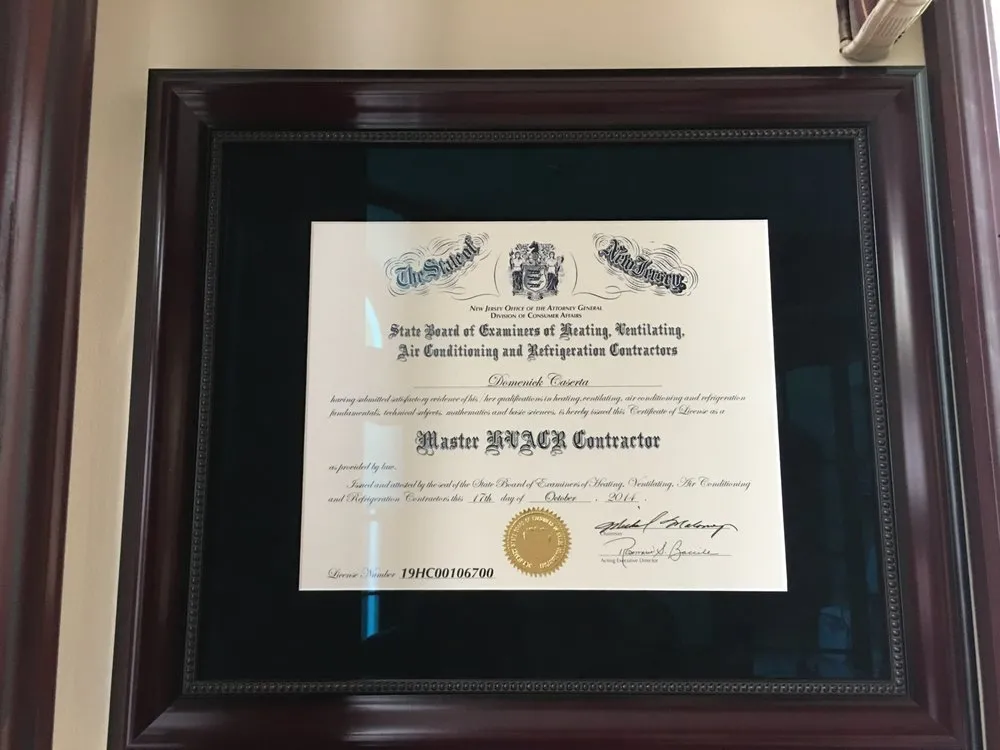 The State of New Jersey
New Jersey Office of the Attorney General
Division of Consumer Affairs
State Board of Examiners of Heating, Ventilating,
Air Conditioning and Refrigeration Contractors
Domenick Caserta
having submitted satisfactory evidence of his / her qualifications in heating, ventilating, air conditioning and refrigeration
fundamentals, technical subjects, mathematics and basic sciences, is hereby issued this Certificate of License as a
Master HVACR Contractor
as provided by law.
Issued and attested by the seal of the State Board of Examiners of Heating, Ventilating, Air Conditioning
and Refrigeration Contractors this 17th day of October, 2014.
Michael Maloney
Chairman
Acting Executive Director
License Number 19HC00106700